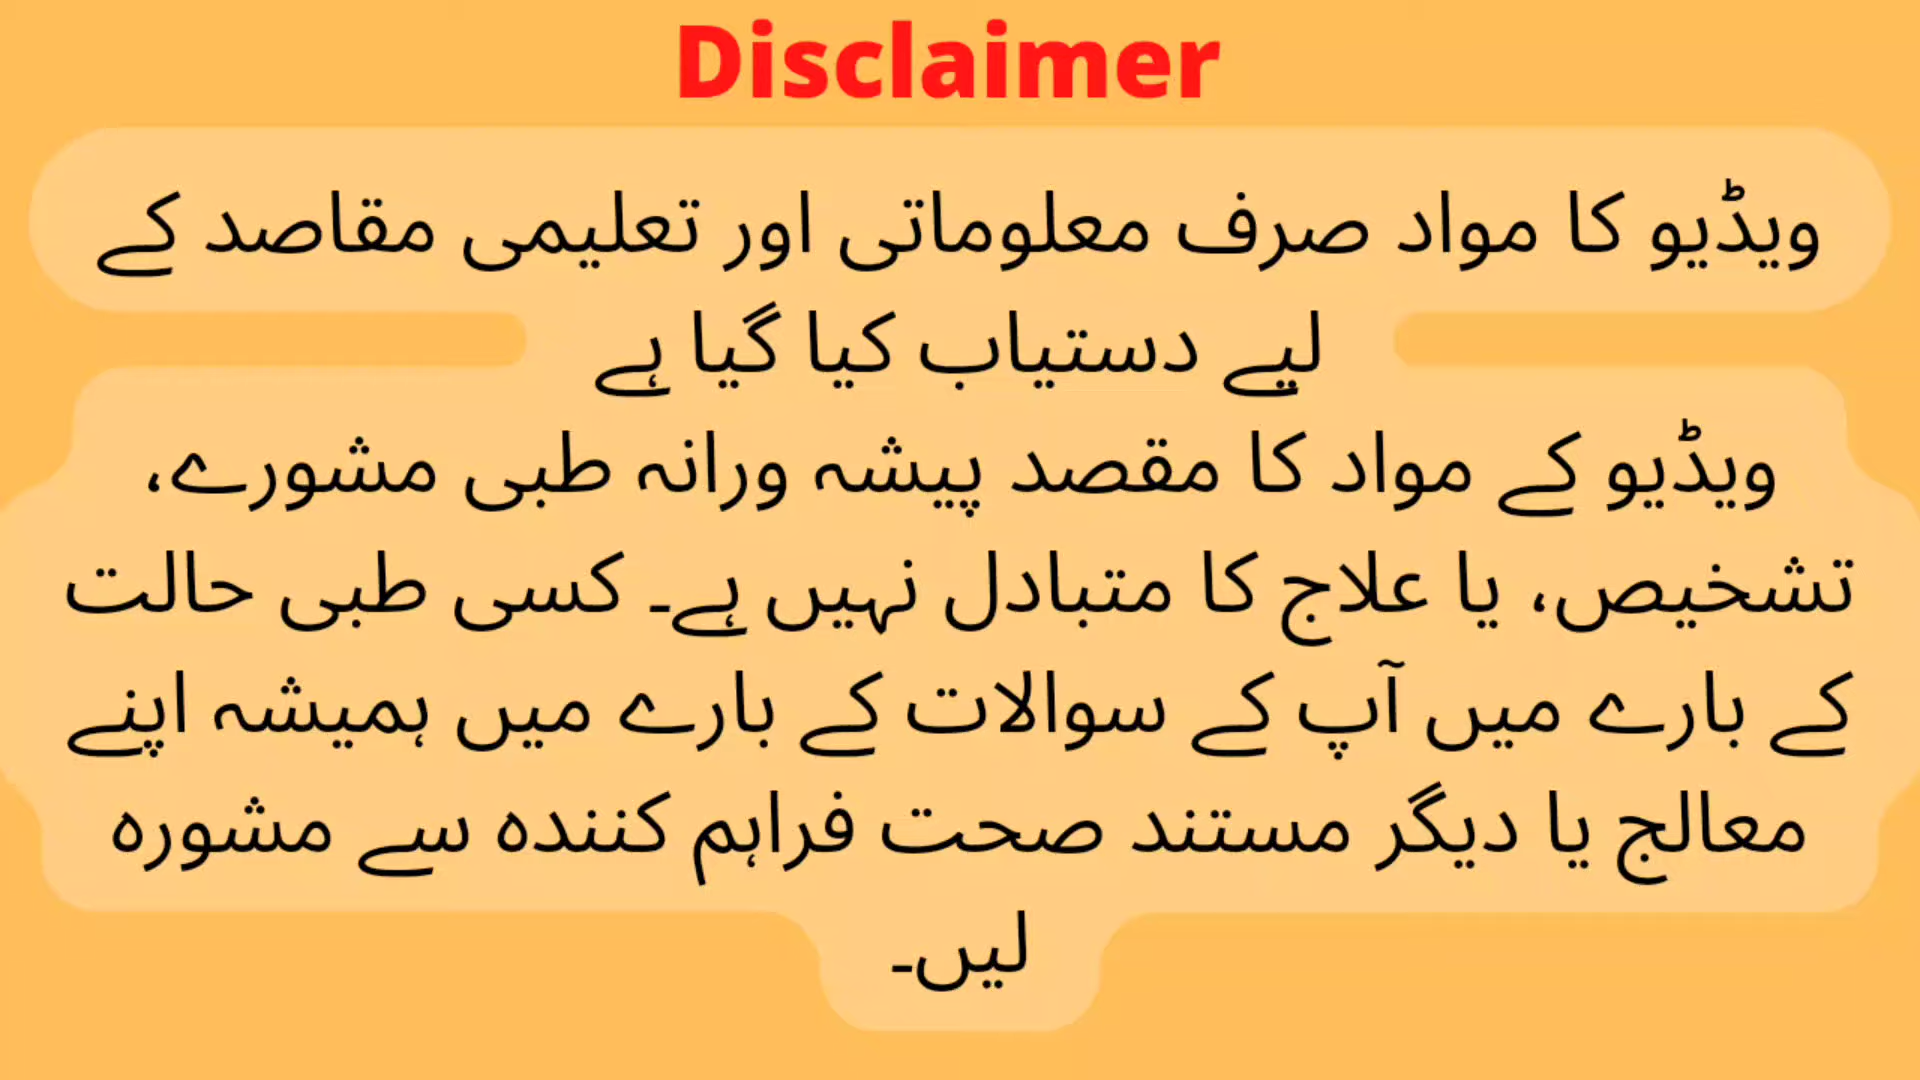 Disclaimer
ویڈیو کا مواد صرف معلوماتی اور تعلیمی مقاصد کے
لیے دستیاب کیا گیا ہے
ویڈیو کے مواد کا مقصد پیشہ ورانہ طبی مشورے،
تشخیص، یا علاج کا متبادل نہیں ہے۔ کسی طبی حالت
کے بارے میں آپ کے سوالات کے بارے میں ہمیشہ اپنے
معالج یا دیگر مستند صحت فراہم کنندہ سے مشورہ
لیں۔